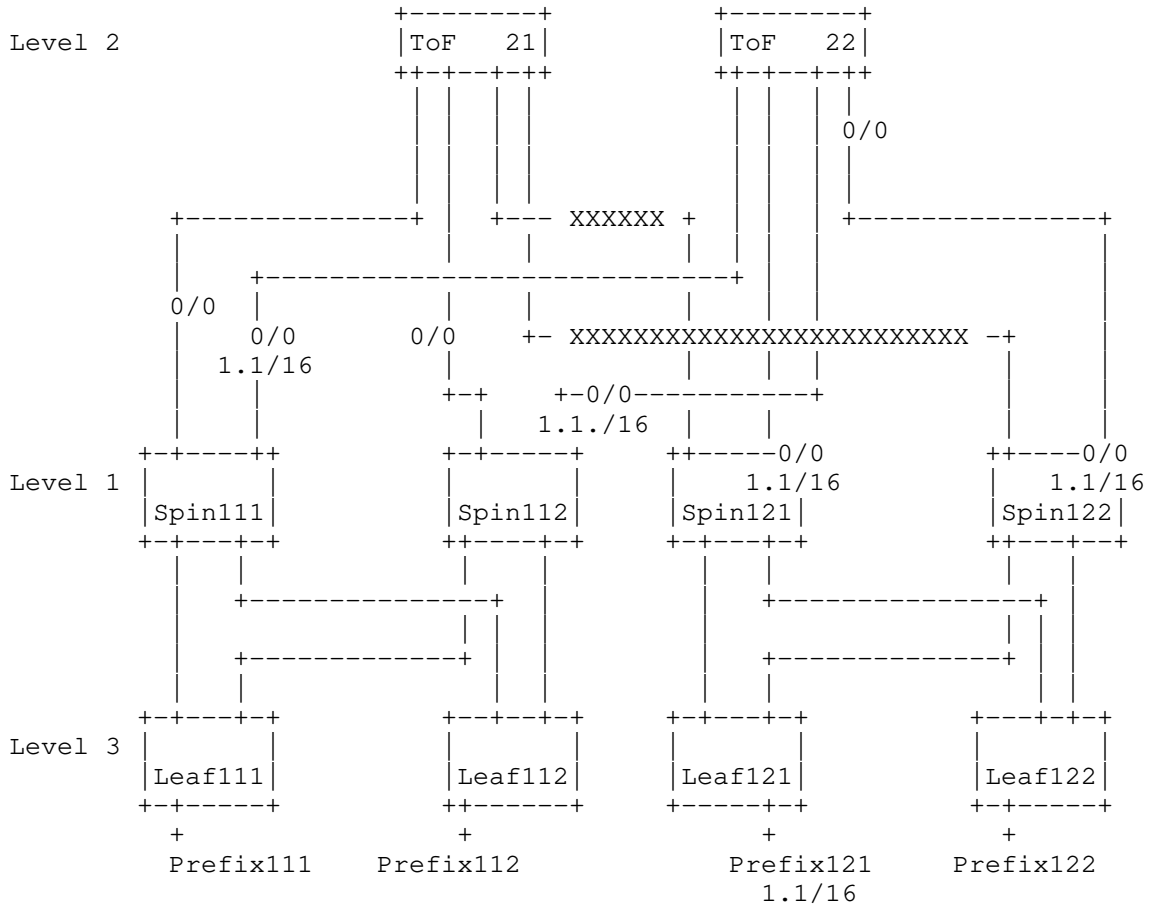 Level 2 ToF 21 ToF 22
0/0
XXXXXX
0/0
0/0 0/0 XXXXXXXXXXXXXXXXXXXXXXXXX
1.1/16
0/0
1.1./16
0/0 0/0
Level 1 1.1/16 1.1/16
Spin111 Spin112 Spin121 Spin122
Level 3
Leaf111 Leaf112 Leaf121 Leaf122
Prefix111 Prefix112 Prefix121 Prefix122
1.1/16